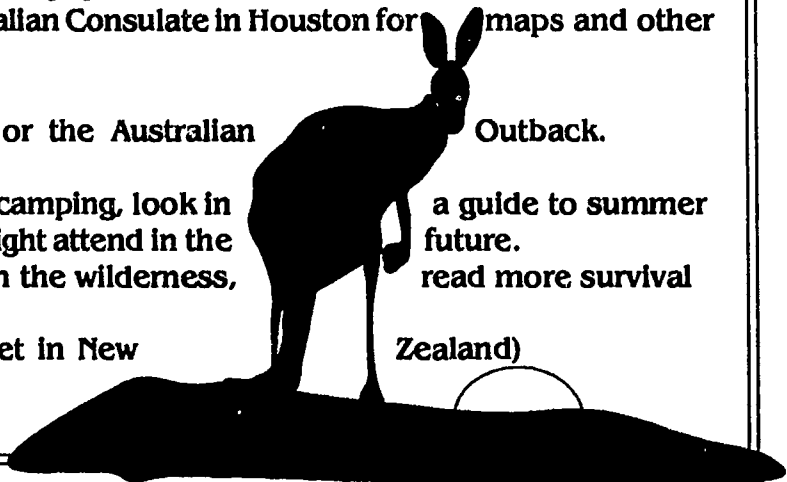 alian Consulate in Houston for maps and other
or the Australian Outback.
camping, look in a guide to summer
ight attend in the future.
n the wilderness, read more survival
et in New Zealand)